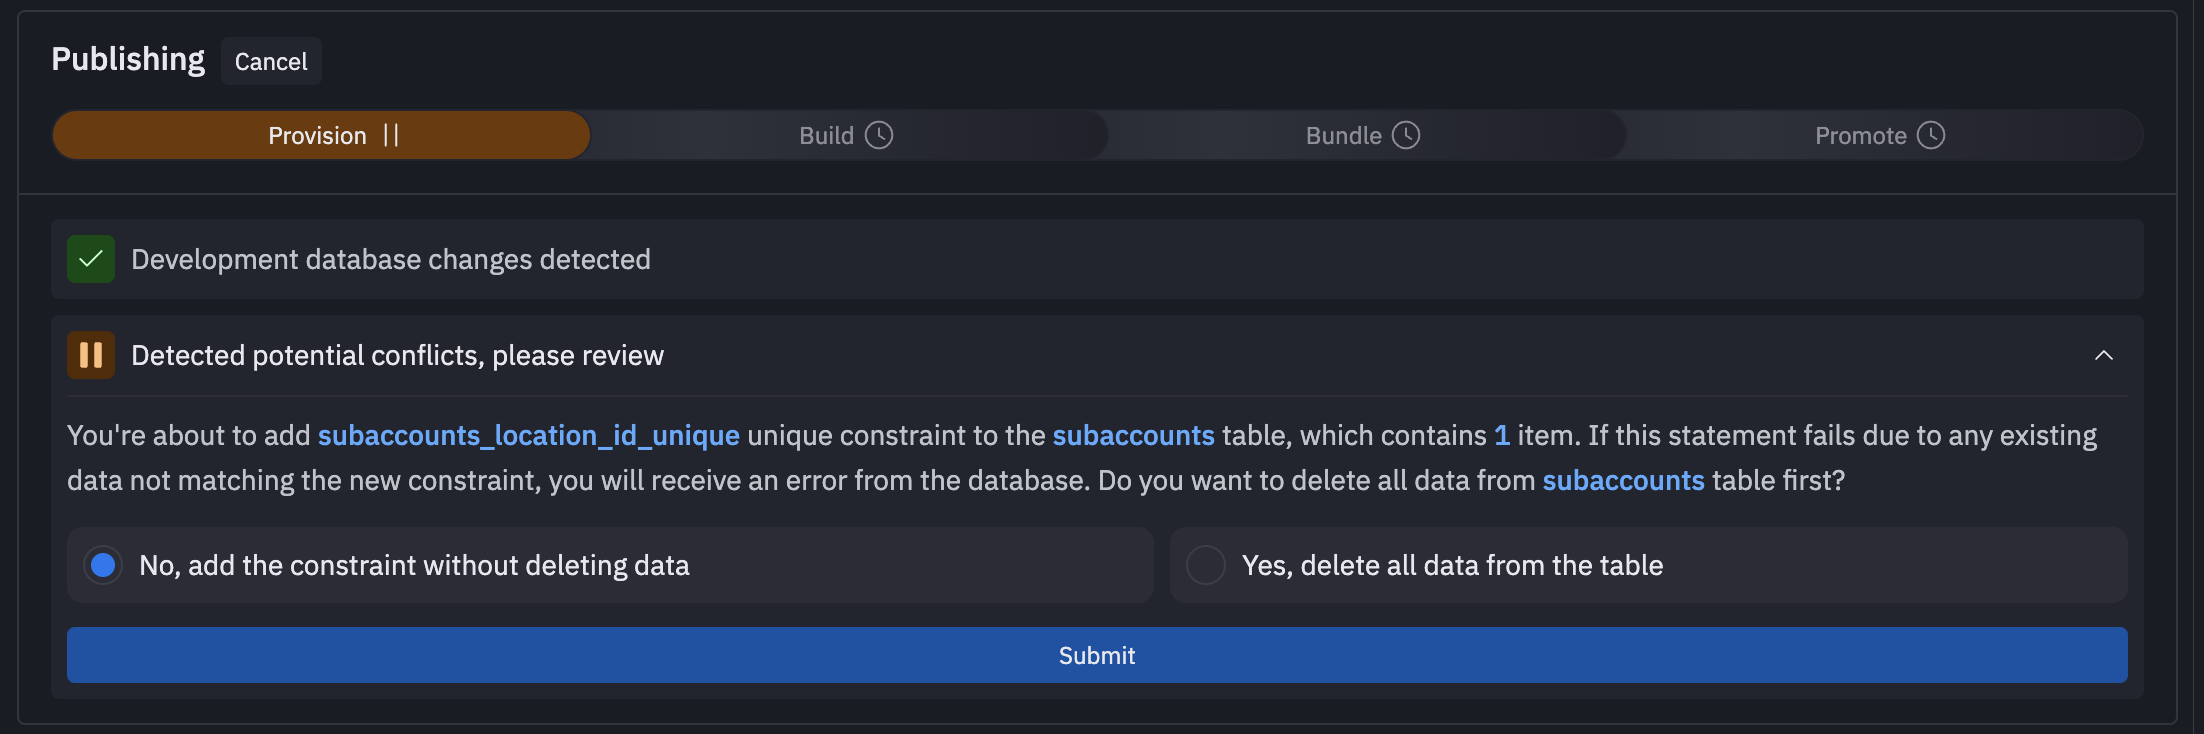 Publishing Cancel
Provision
Build
Bundle
Promote
Development database changes detected
Detected potential conflicts, please review
You're about to add subaccounts_location_id_unique unique constraint to the subaccounts table, which contains 1 item. If this statement fails due to any existing
data not matching the new constraint, you will receive an error from the database. Do you want to delete all data from subaccounts table first?
No, add the constraint without deleting data
Yes, delete all data from the table
Submit